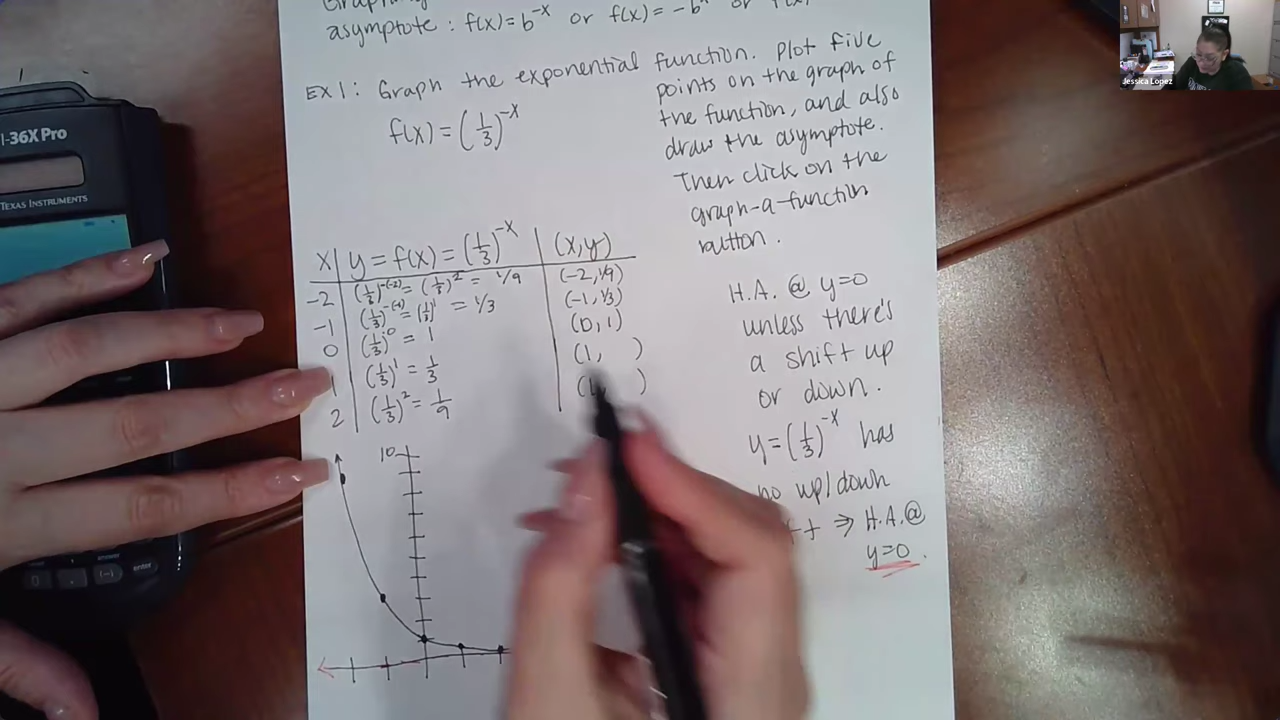 Graphing
asymptote : f(x) = b^-x or f(x) = -b^x or f(x)
EX 1: Graph the exponential function. Plot five
points on the graph of
the function, and also
draw the asymptote.
Then click on the
graph-a-function
button.
f(x) = (1/3)^-x
x | y = f(x) = (1/3)^-x | (x,y)
-2 | (1/3)^-(-2) = (1/3)^2 = 1/9 | (-2, 1/9)
-1 | (1/3)^-(-1) = (1/3)^1 = 1/3 | (-1, 1/3)
0 | (1/3)^0 = 1 | (0, 1)
1 | (1/3)^1 = 1/3 | (1, )
2 | (1/3)^2 = 1/9 | ( )
H.A. @ y=0
unless there's
a shift up
or down.
y = (1/3)^-x has
no up/down
⇒ H.A.@
y=0.
10
-36X Pro
TEXAS INSTRUMENTS
0 . (-) enter
Jessica Lopez